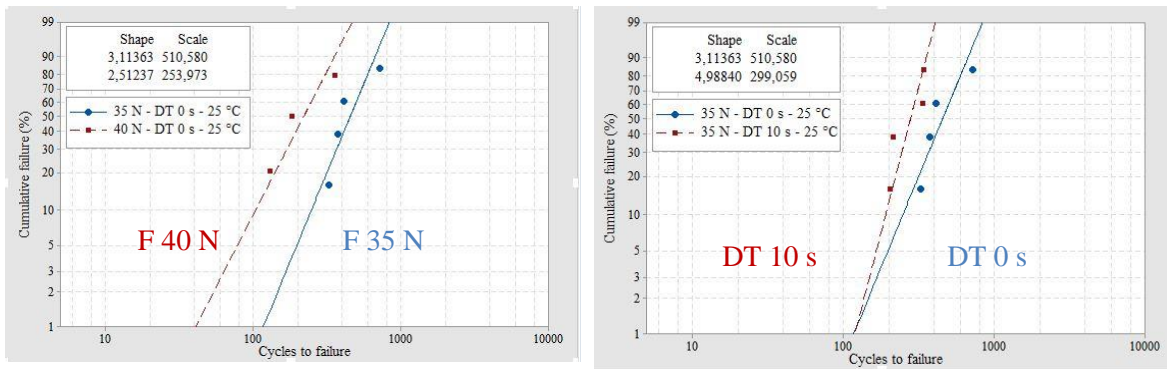 Shape Scale
3,11363 510,580
2,51237 253,973
35 N - DT 0 s - 25 °C
40 N - DT 0 s - 25 °C
Cumulative failure (%)
99
90
80
70
60
50
40
30
20
10
5
3
2
1
F 40 N
F 35 N
10
100
1000
10000
Cycles to failure
Shape Scale
3,11363 510,580
4,98840 299,059
35 N - DT 0 s - 25 °C
35 N - DT 10 s - 25 °C
Cumulative failure (%)
99
90
80
70
60
50
40
30
20
10
5
3
2
1
DT 10 s
DT 0 s
10
100
1000
10000
Cycles to failure